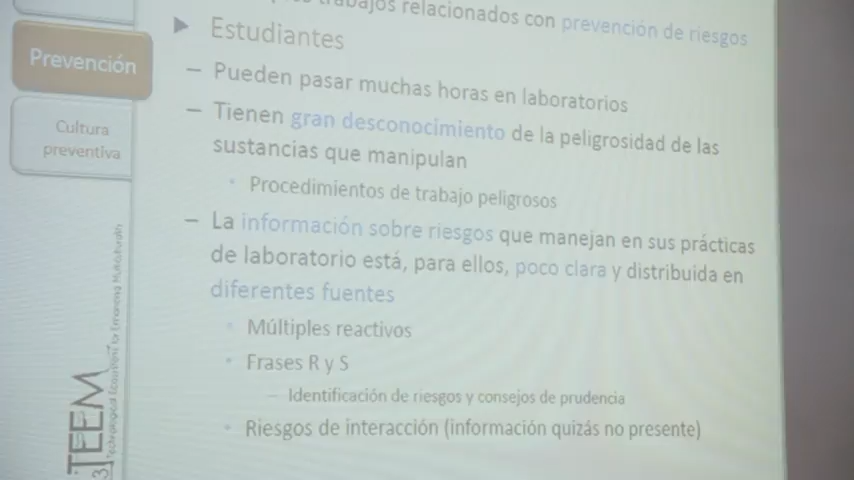 trabajos relacionados con prevención de riesgos
Estudiantes
– Pueden pasar muchas horas en laboratorios
– Tienen gran desconocimiento de la peligrosidad de las
sustancias que manipulan
• Procedimientos de trabajo peligrosos
– La información sobre riesgos que manejan en sus prácticas
de laboratorio está, para ellos, poco clara y distribuida en
diferentes fuentes
• Múltiples reactivos
• Frases R y S
– Identificación de riesgos y consejos de prudencia
• Riesgos de interacción (información quizás no presente)
Prevención
Cultura
preventiva
TEEM